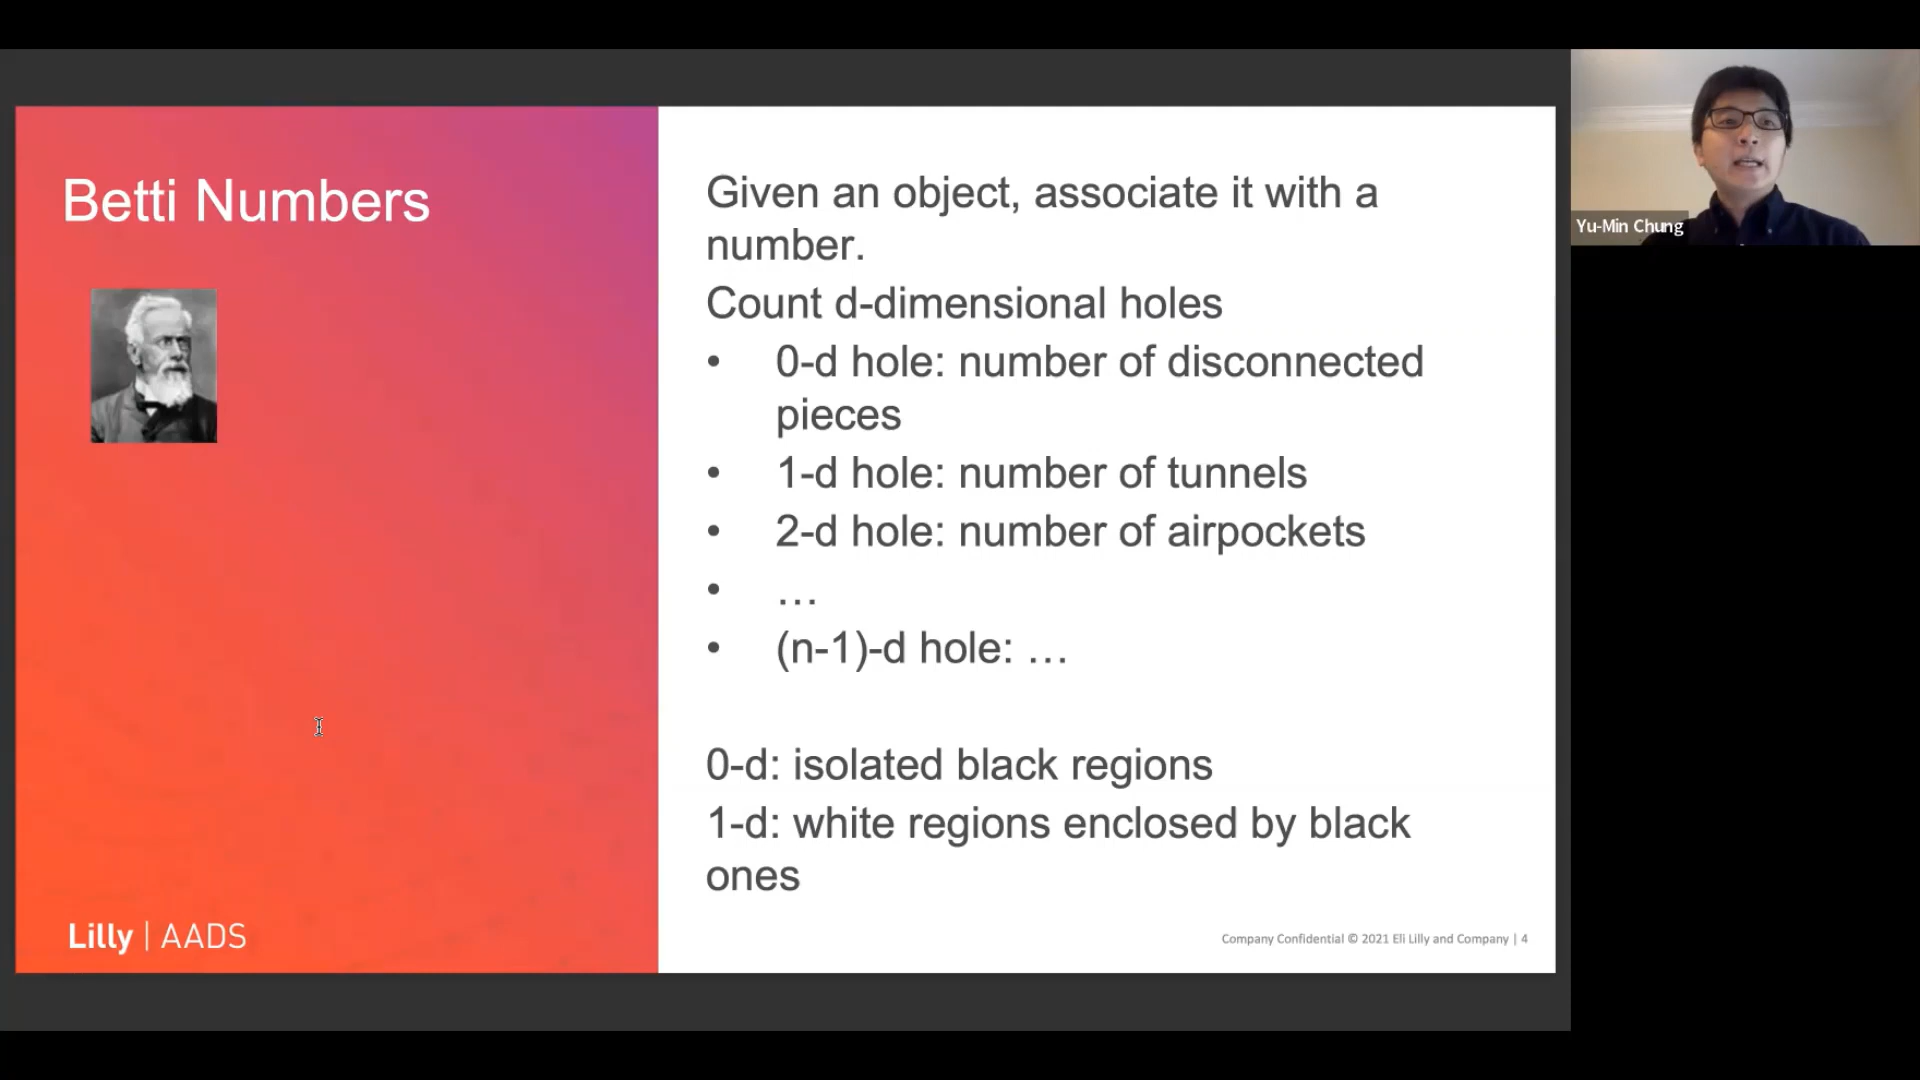 Betti Numbers
Given an object, associate it with a
number.
Count d-dimensional holes
• 0-d hole: number of disconnected
pieces
• 1-d hole: number of tunnels
• 2-d hole: number of airpockets
• …
• (n-1)-d hole: …
0-d: isolated black regions
1-d: white regions enclosed by black
ones
Lilly | AADS
Company Confidential © 2021 Eli Lilly and Company | 4
Yu-Min Chung